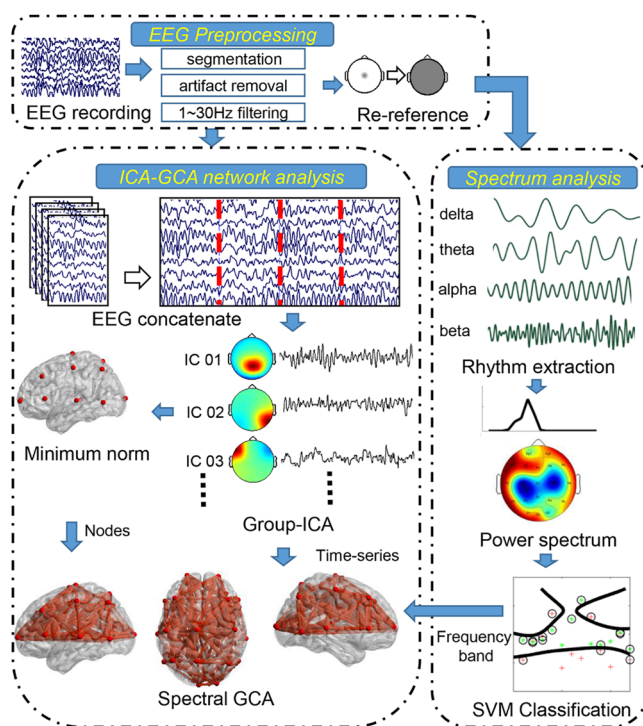 EEG Preprocessing
segmentation
artifact removal
1~30Hz filtering
EEG recording
Re-reference
ICA-GCA network analysis
EEG concatenate
IC 01
IC 02
IC 03
Minimum norm
Group-ICA
Nodes
Time-series
Spectral GCA
Spectrum analysis
delta
theta
alpha
beta
Rhythm extraction
Power spectrum
Frequency
band
SVM Classification